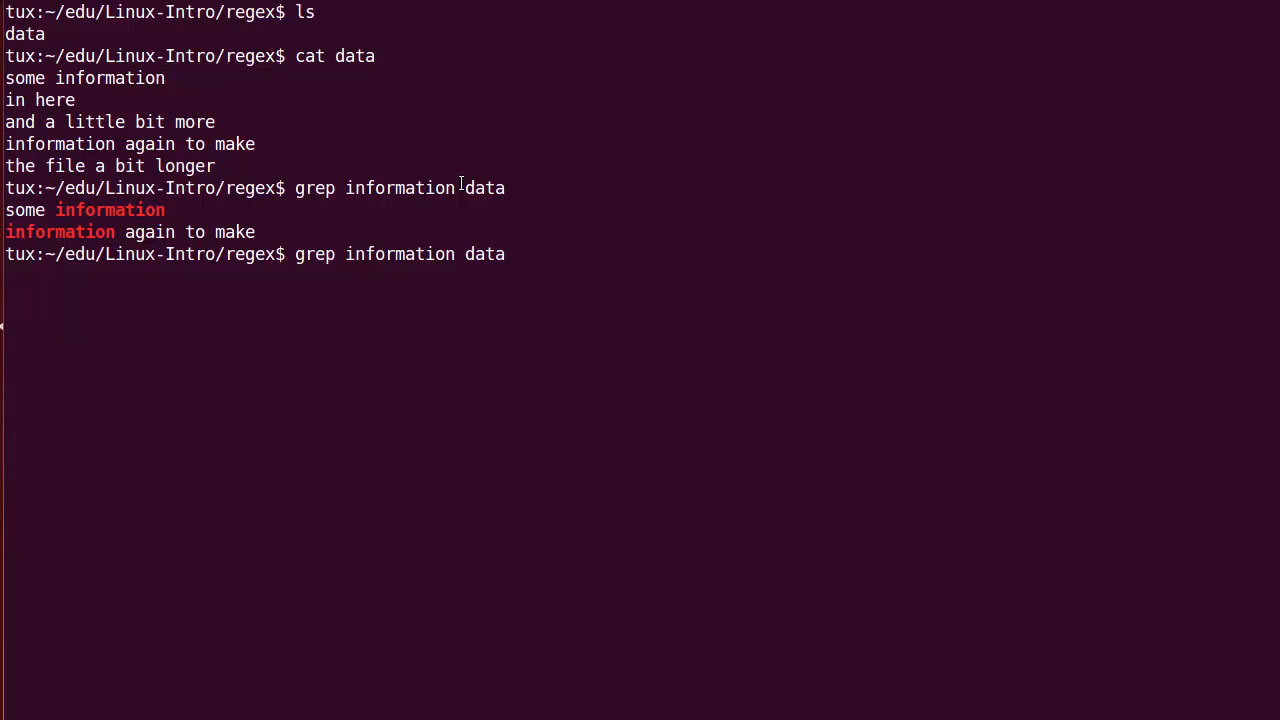 tux:~/edu/Linux-Intro/regex$ ls
data
tux:~/edu/Linux-Intro/regex$ cat data
some information
in here
and a little bit more
information again to make
the file a bit longer
tux:~/edu/Linux-Intro/regex$ grep information data
some information
information again to make
tux:~/edu/Linux-Intro/regex$ grep information data